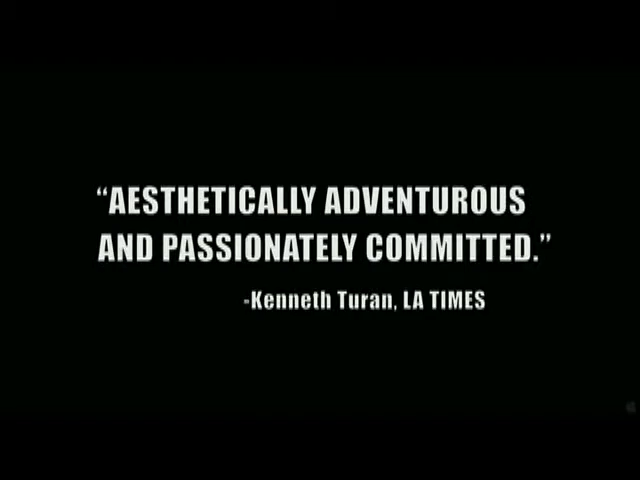 “AESTHETICALLY ADVENTUROUS
AND PASSIONATELY COMMITTED.”
-Kenneth Turan, LA TIMES